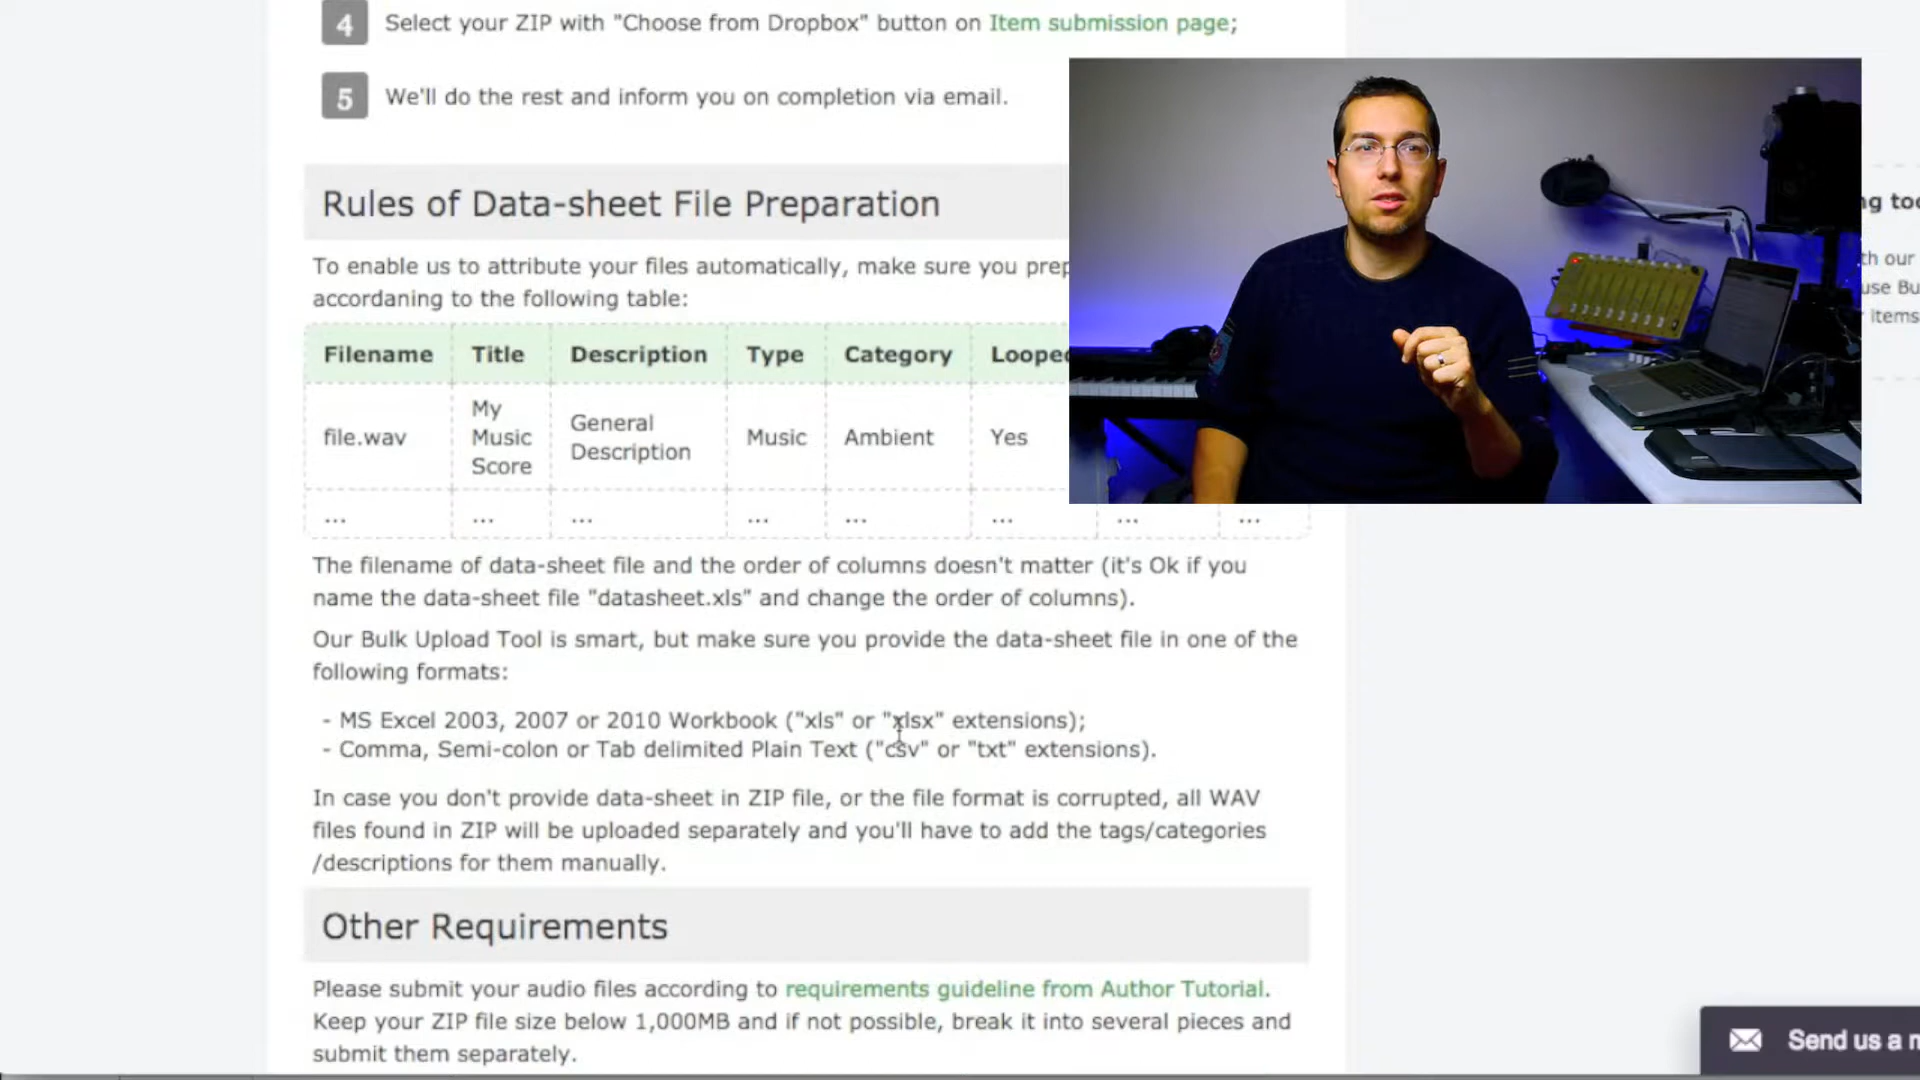 4 Select your ZIP with "Choose from Dropbox" button on Item submission page;
5 We'll do the rest and inform you on completion via email.
Rules of Data-sheet File Preparation
To enable us to attribute your files automatically, make sure you
accordaning to the following table:
Filename Title Description Type Category Looped
file.wav My Music Score General Description Music Ambient Yes
... ... ... ... ... ... ... ...
The filename of data-sheet file and the order of columns doesn't matter (it's Ok if you
name the data-sheet file "datasheet.xls" and change the order of columns).
Our Bulk Upload Tool is smart, but make sure you provide the data-sheet file in one of the
following formats:
- MS Excel 2003, 2007 or 2010 Workbook ("xls" or "xlsx" extensions);
- Comma, Semi-colon or Tab delimited Plain Text ("csv" or "txt" extensions).
In case you don't provide data-sheet in ZIP file, or the file format is corrupted, all WAV
files found in ZIP will be uploaded separately and you'll have to add the tags/categories
/descriptions for them manually.
Other Requirements
Please submit your audio files according to requirements guideline from Author Tutorial.
Keep your ZIP file size below 1,000MB and if not possible, break it into several pieces and
submit them separately.
our
use
items
Send us a